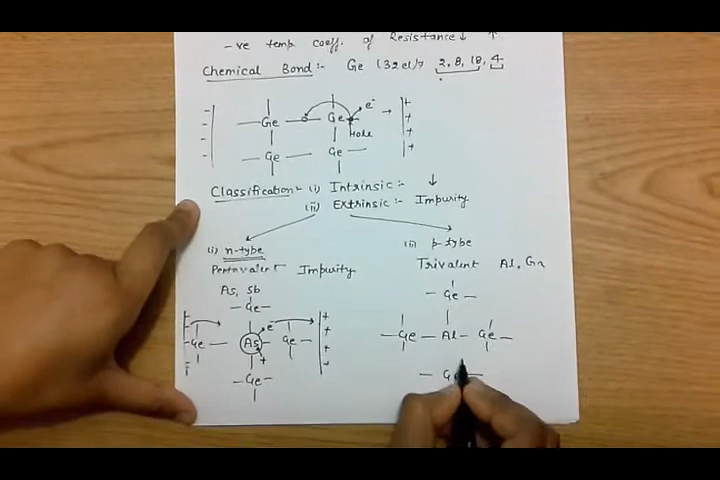 -ve temp coeff. of Resistance ↓ ↑
Chemical Bond :- Ge (32 el) → 2, 8, 18, 4
e⁻ → +
- Ge Ge +
- Hole +
- Ge Ge +
Classification :- (i) Intrinsic :- ↓
(ii) Extrinsic :- Impurity
(i) n-type (ii) p-type
Pentavalent Impurity Trivalent Al, Ga
As, Sb
Ge Ge
e⁻
Ge As Ge Ge Al Ge
+
Ge Ge